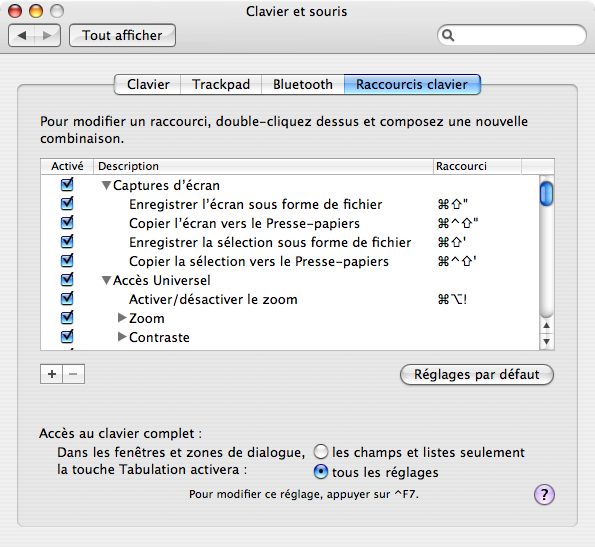 Clavier et souris
Tout afficher
Clavier Trackpad Bluetooth Raccourcis clavier
Pour modifier un raccourci, double-cliquez dessus et composez une nouvelle
combinaison.
Activé Description Raccourci
Captures d'écran
Enregistrer l'écran sous forme de fichier ⌘⇧"
Copier l'écran vers le Presse-papiers ⌘^⇧"
Enregistrer la sélection sous forme de fichier ⌘⇧'
Copier la sélection vers le Presse-papiers ⌘^⇧'
Accès Universel
Activer/désactiver le zoom ⌘⌥!
Zoom
Contraste
+ −
Réglages par défaut
Accès au clavier complet :
Dans les fenêtres et zones de dialogue, les champs et listes seulement
la touche Tabulation activera : tous les réglages
Pour modifier ce réglage, appuyer sur ^F7.
?